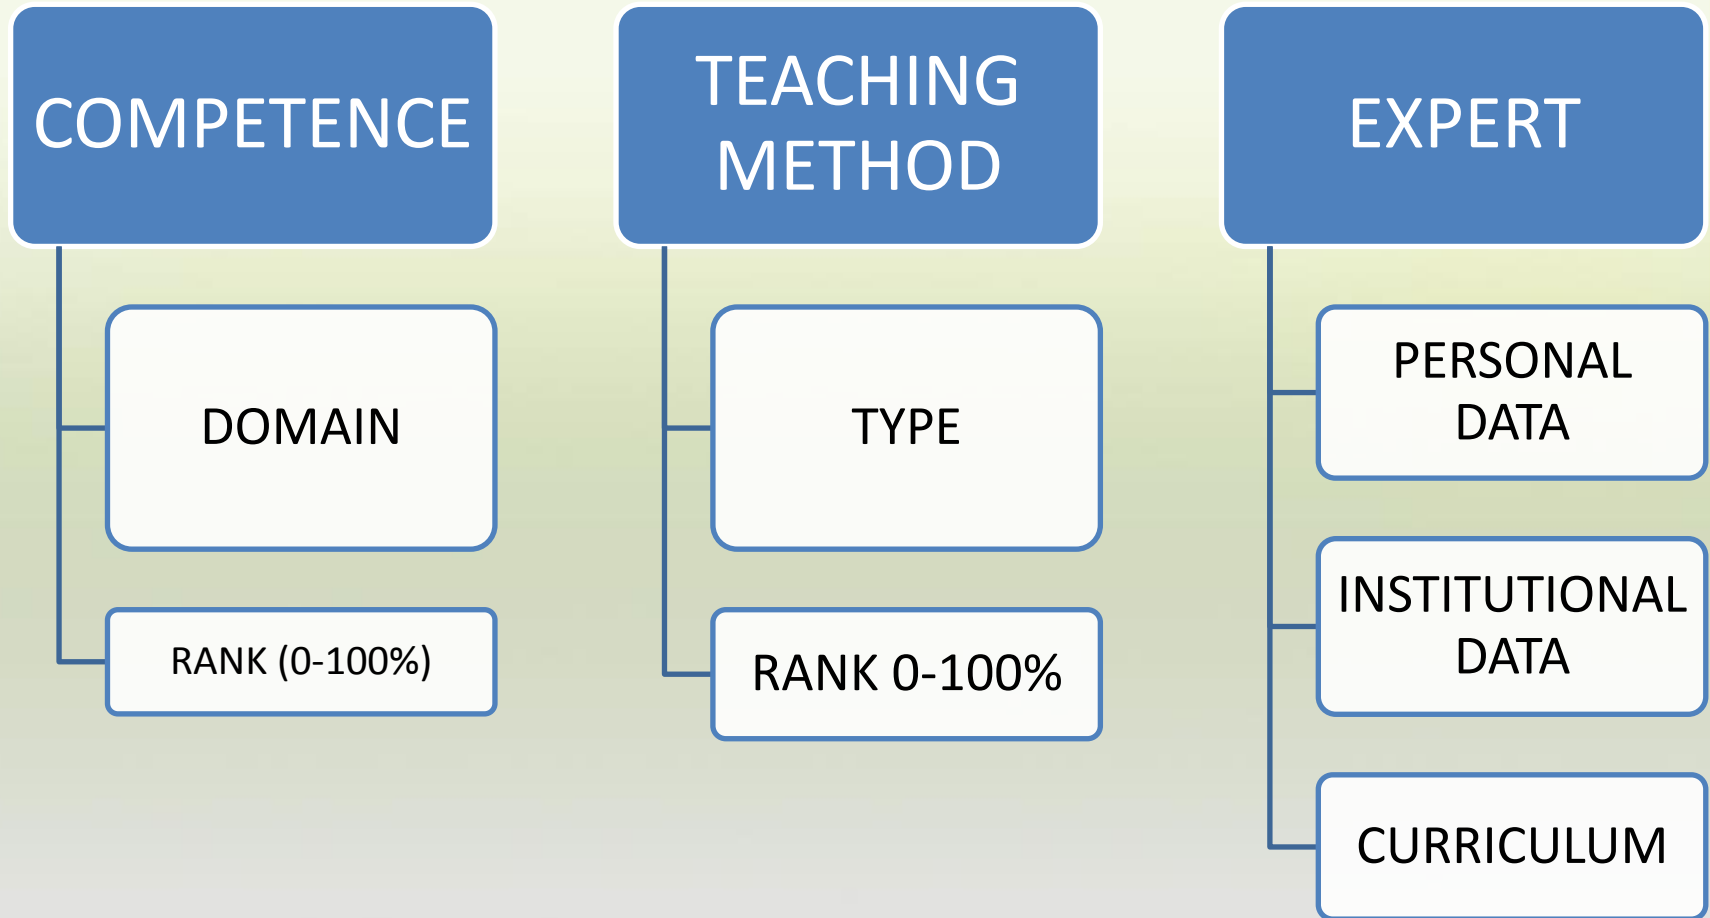 COMPETENCE
DOMAIN
RANK (0-100%)
TEACHING
METHOD
TYPE
RANK 0-100%
EXPERT
PERSONAL
DATA
INSTITUTIONAL
DATA
CURRICULUM